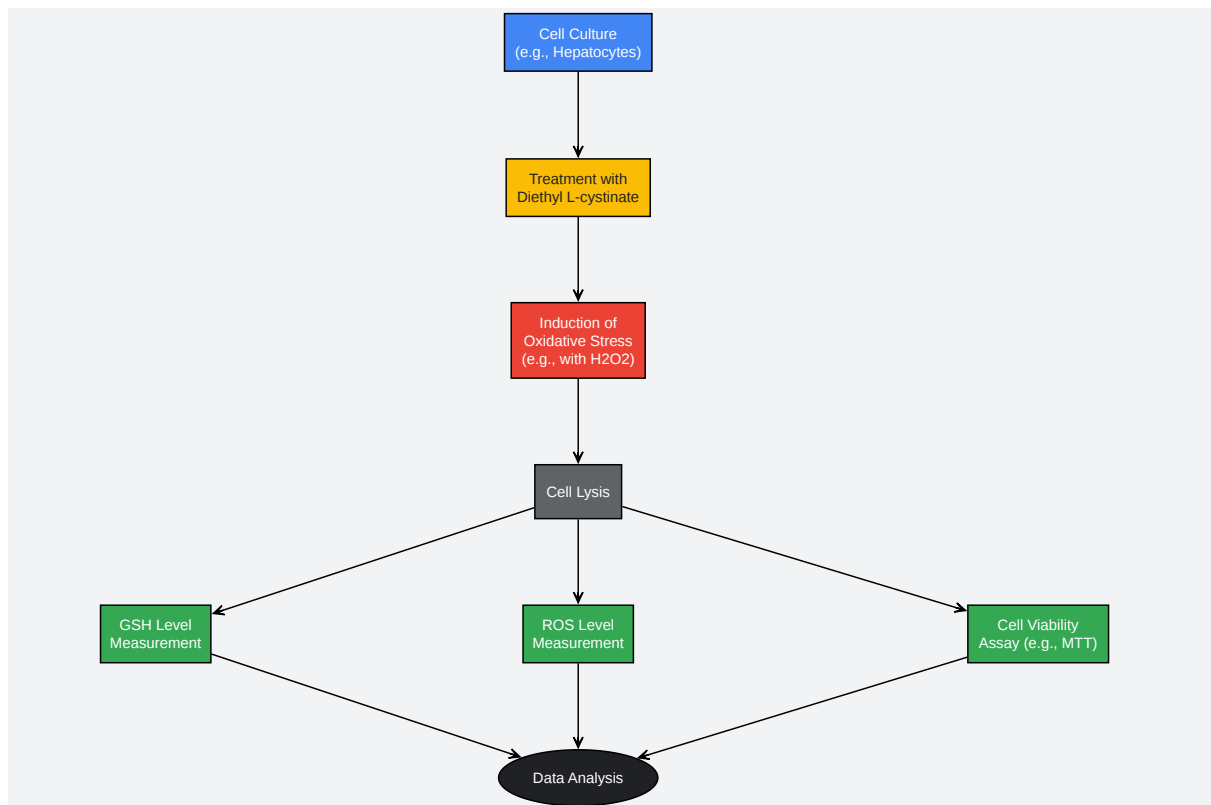 Cell Culture
(e.g., Hepatocytes)
Treatment with
Diethyl L-cystinate
Induction of
Oxidative Stress
(e.g., with H2O2)
Cell Lysis
GSH Level
Measurement
ROS Level
Measurement
Cell Viability
Assay (e.g., MTT)
Data Analysis